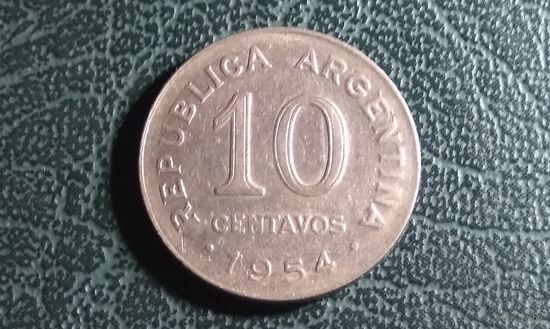 REPUBLICA ARGENTINA
10
CENTAVOS
· 1954 ·